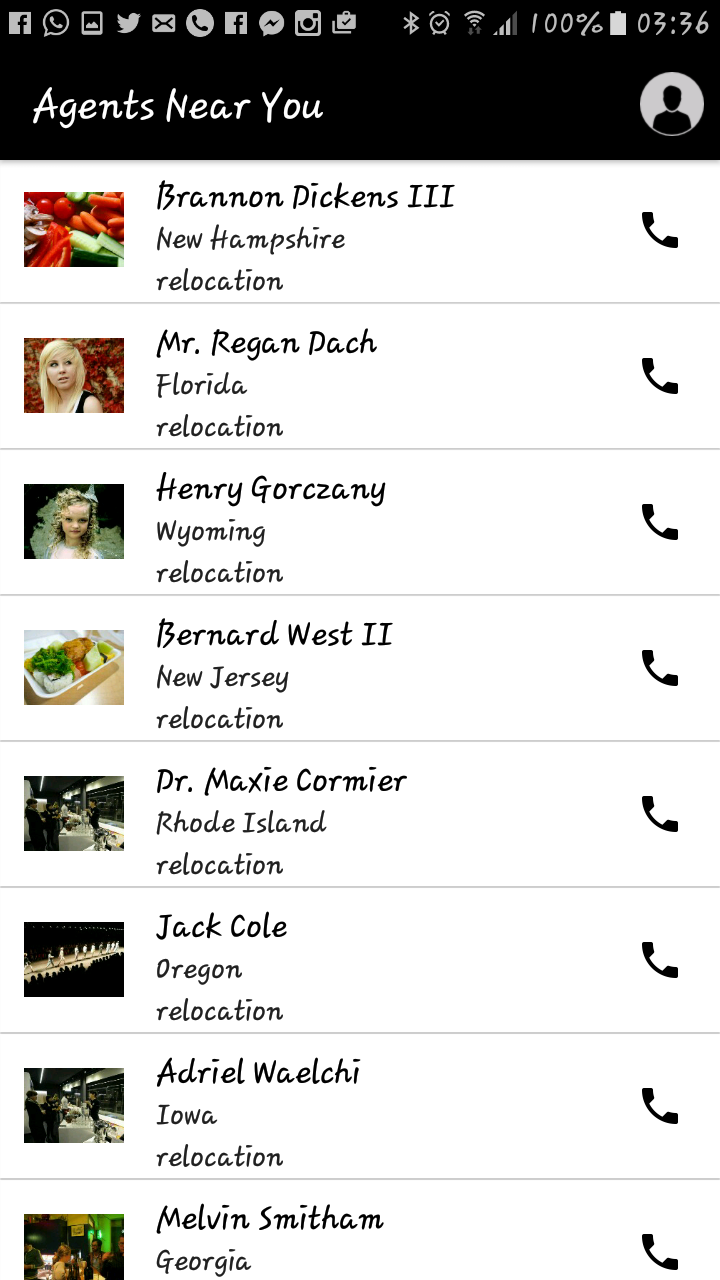 100% 03:36
Agents Near You
Brannon Dickens III
New Hampshire
relocation
Mr. Regan Dach
Florida
relocation
Henry Gorczany
Wyoming
relocation
Bernard West II
New Jersey
relocation
Dr. Maxie Cormier
Rhode Island
relocation
Jack Cole
Oregon
relocation
Adriel Waelchi
Iowa
relocation
Melvin Smitham
Georgia